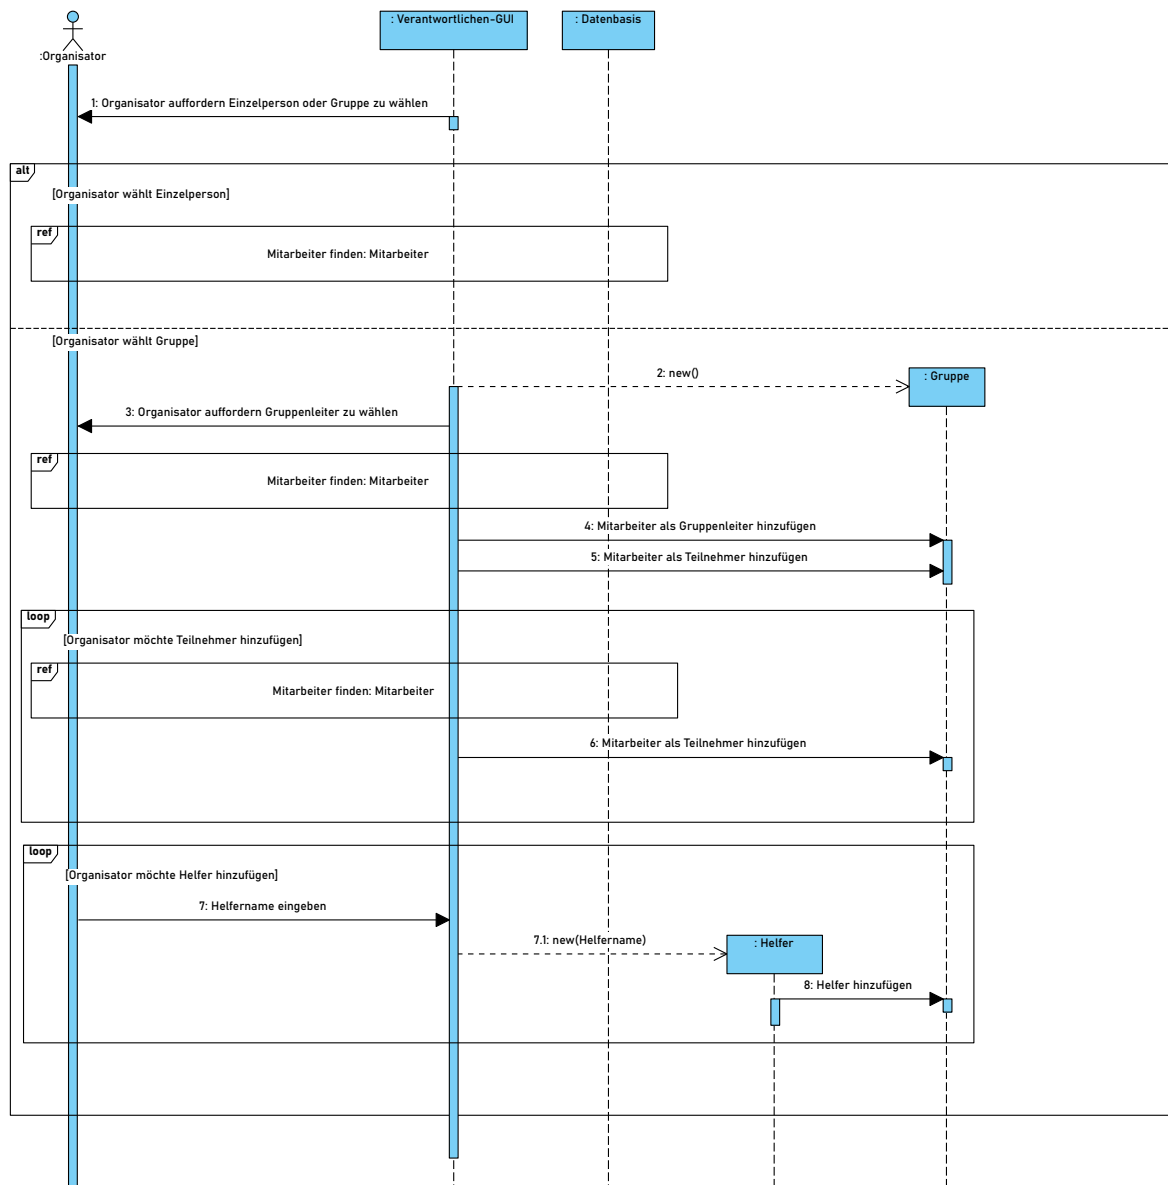 :Organisator
: Verantwortlichen-GUI
: Datenbasis
1: Organisator auffordern Einzelperson oder Gruppe zu wählen
alt
[Organisator wählt Einzelperson]
ref
Mitarbeiter finden: Mitarbeiter
[Organisator wählt Gruppe]
2: new()
: Gruppe
3: Organisator auffordern Gruppenleiter zu wählen
ref
Mitarbeiter finden: Mitarbeiter
4: Mitarbeiter als Gruppenleiter hinzufügen
5: Mitarbeiter als Teilnehmer hinzufügen
loop
[Organisator möchte Teilnehmer hinzufügen]
ref
Mitarbeiter finden: Mitarbeiter
6: Mitarbeiter als Teilnehmer hinzufügen
loop
[Organisator möchte Helfer hinzufügen]
7: Helfername eingeben
7.1: new(Helfername)
: Helfer
8: Helfer hinzufügen